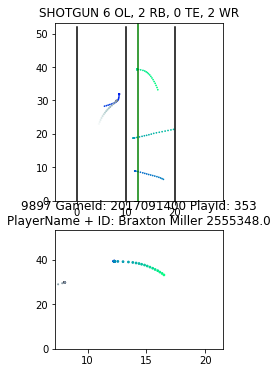 SHOTGUN 6 OL, 2 RB, 0 TE, 2 WR
50
40
30
20
10
0
0 10 20
9897 GameId: 2017091400 PlayId: 353
PlayerName + ID: Braxton Miller 2555348.0
40
20
0
10 15 20